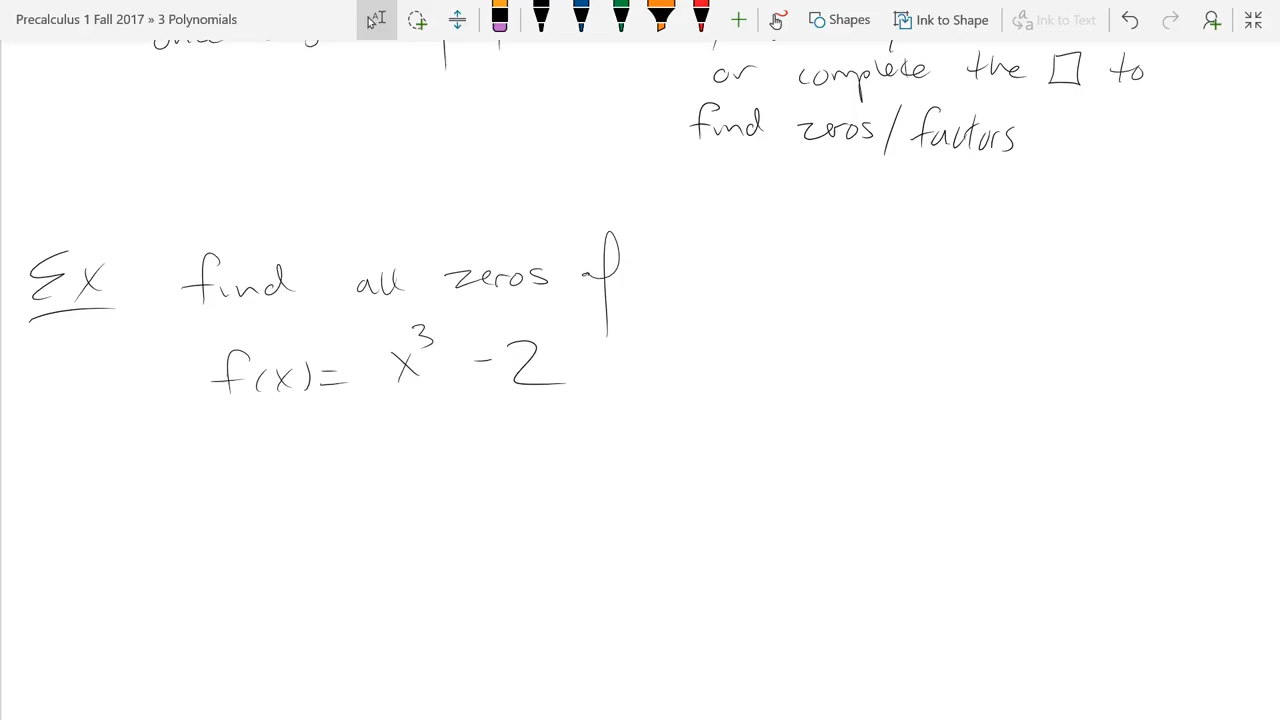 Precalculus 1 Fall 2017 » 3 Polynomials
Shapes
Ink to Shape
Ink to Text
or complete the □ to
find zeros/factors
Ex find all zeros of
f(x)= x³ -2